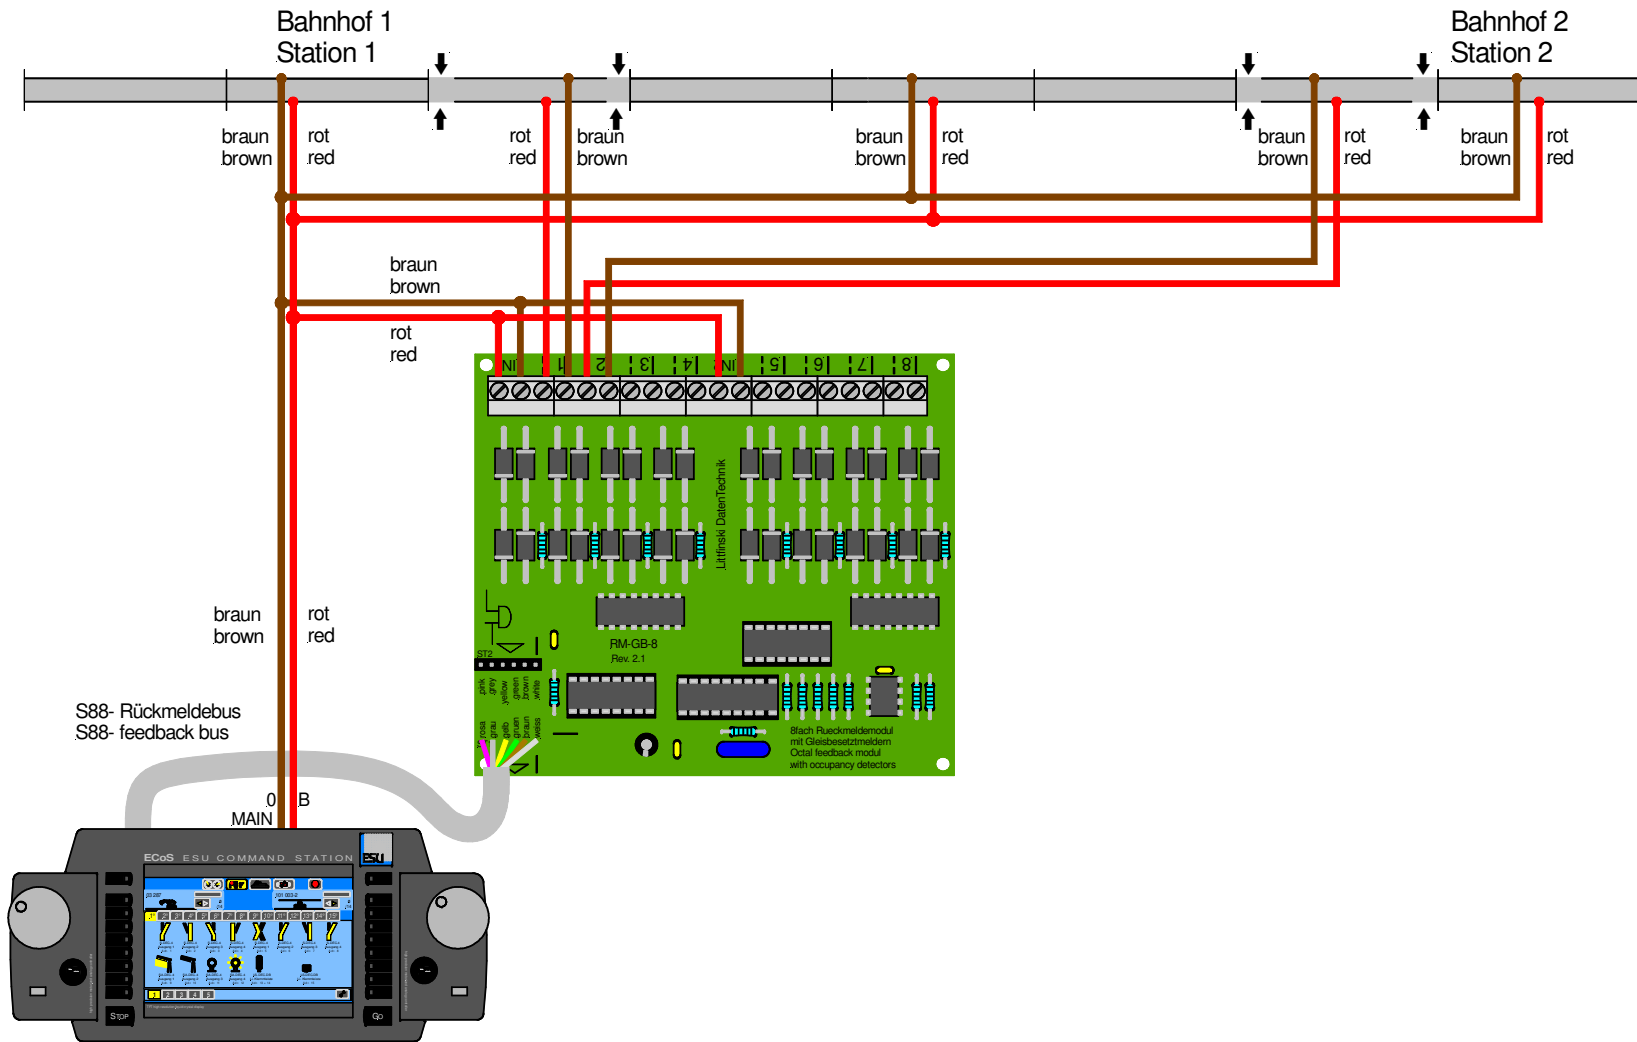 Bahnhof 1
Station 1
Bahnhof 2
Station 2
braun
brown
rot
red
rot
red
braun
brown
braun
brown
rot
red
braun
brown
rot
red
braun
brown
rot
red
braun
brown
rot
red
IN
1
2
3
4
IN
5
6
7
8
Littfinski DatenTechnik
RM-GB-8
Rev. 2.1
ST2
pink
grey
yellow
green
brown
white
rosa
grau
gelb
gruen
braun
weiss
8fach Rueckmeldemodul
mit Gleisbesetztmeldern
Octal feedback modul
with occupancy detectors
braun
brown
rot
red
S88- Rückmeldebus
S88- feedback bus
0 B
MAIN
ECoS ESU COMMAND STATION
ESU
STOP
GO